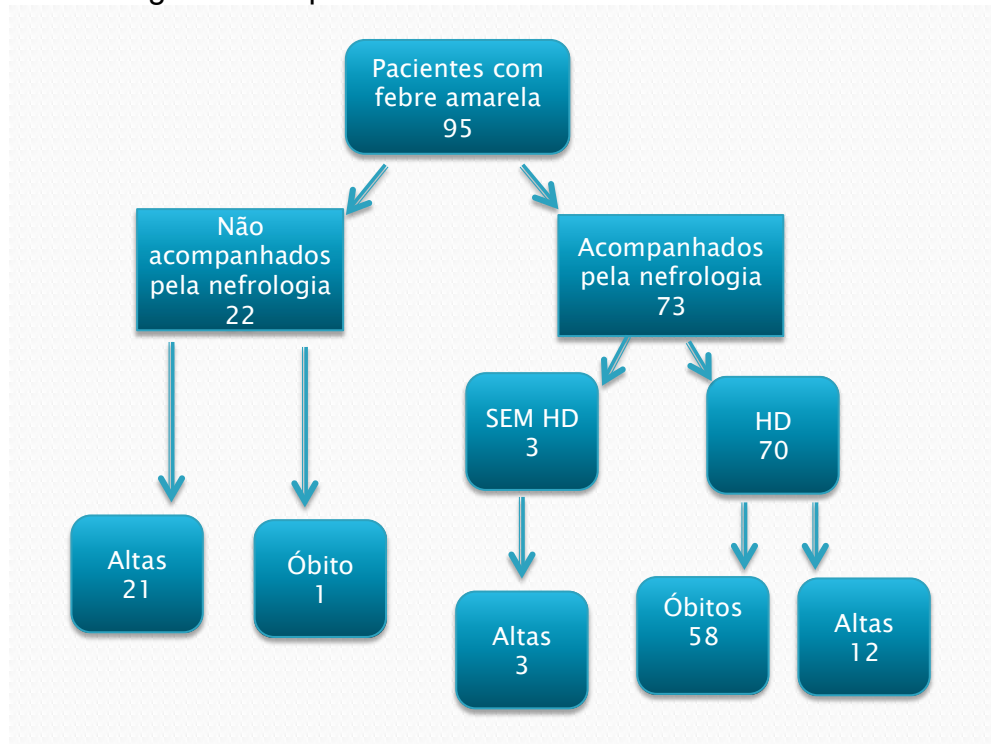 Pacientes com
febre amarela
95
Não
acompanhados
pela nefrologia
22
Acompanhados
pela nefrologia
73
SEM HD
3
HD
70
Altas
21
Óbito
1
Altas
3
Óbitos
58
Altas
12